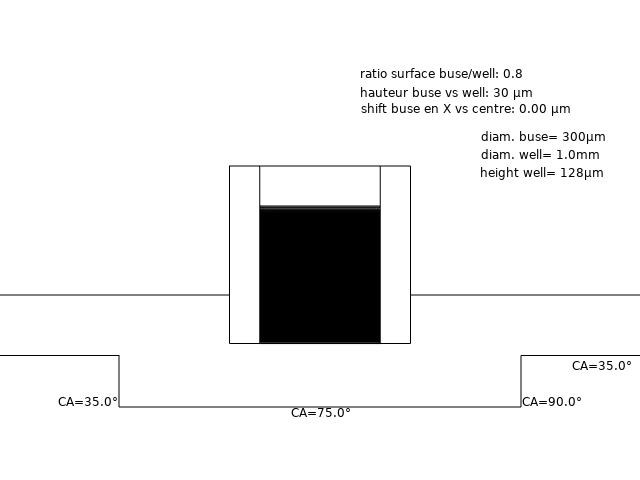 ratio surface buse/well: 0.8
hauteur buse vs well: 30 µm
shift buse en X vs centre: 0.00 µm
diam. buse= 300µm
diam. well= 1.0mm
height well= 128µm
CA=35.0°
CA=35.0°
CA=90.0°
CA=75.0°